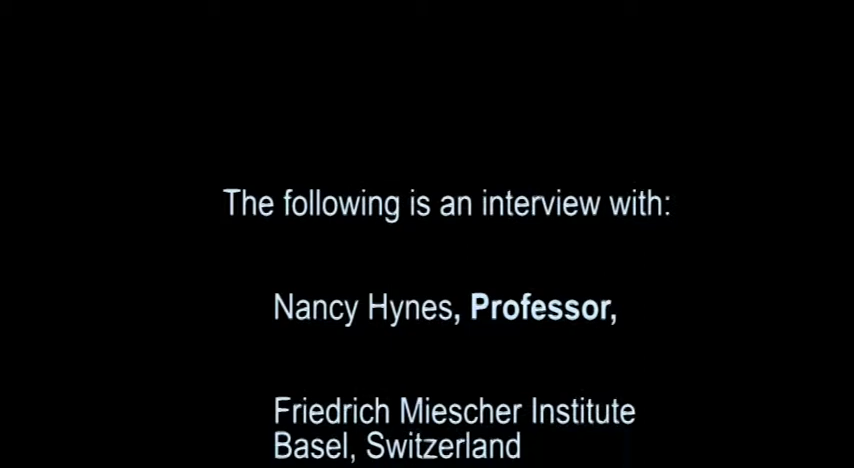 The following is an interview with:
Nancy Hynes, Professor,
Friedrich Miescher Institute
Basel, Switzerland